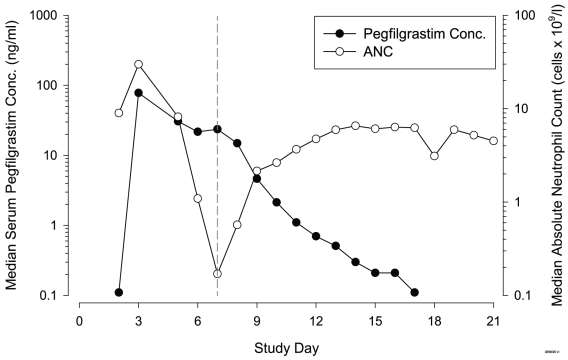 Pegfilgrastim Conc.
ANC
Median Serum Pegfilgrastim Conc. (ng/ml)
1000
100
10
1
0.1
Median Absolute Neutrophil Count (cells x 10⁹/l)
100
10
1
0.1
0 3 6 9 12 15 18 21
Study Day